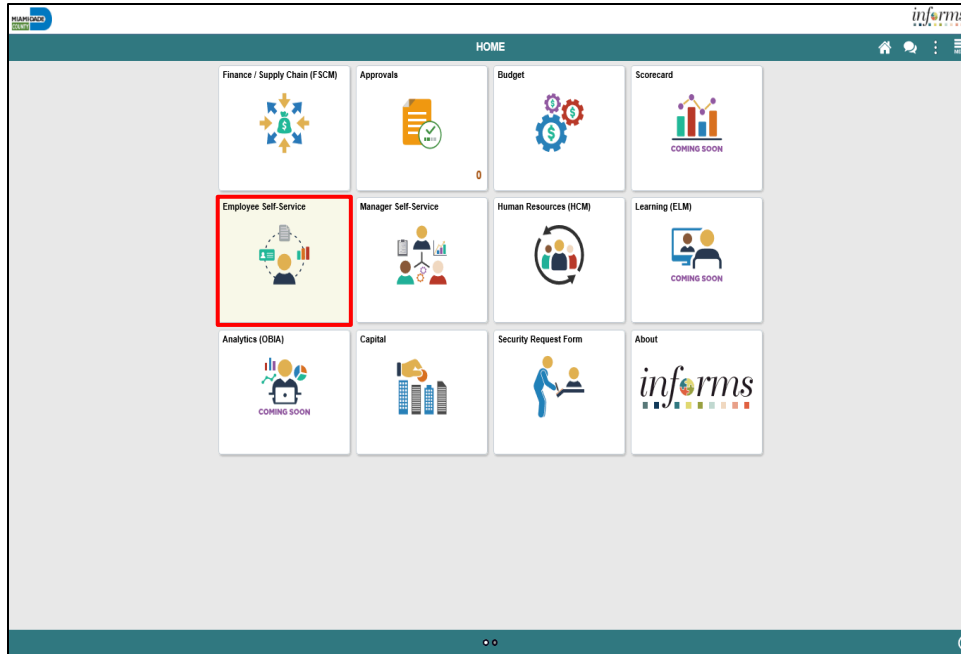 MIAMI DADE
COUNTY
informs
HOME
Finance / Supply Chain (FSCM)
Approvals
0
Budget
Scorecard
COMING SOON
Employee Self-Service
Manager Self-Service
Human Resources (HCM)
Learning (ELM)
COMING SOON
Analytics (OBIA)
COMING SOON
Capital
Security Request Form
About
informs